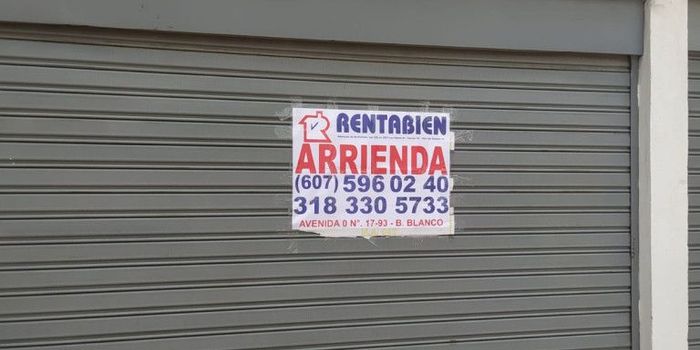 RENTABIEN
ARRIENDA
(607) 596 02 40
318 330 5733
AVENIDA 0 N°. 17-93 - B. BLANCO